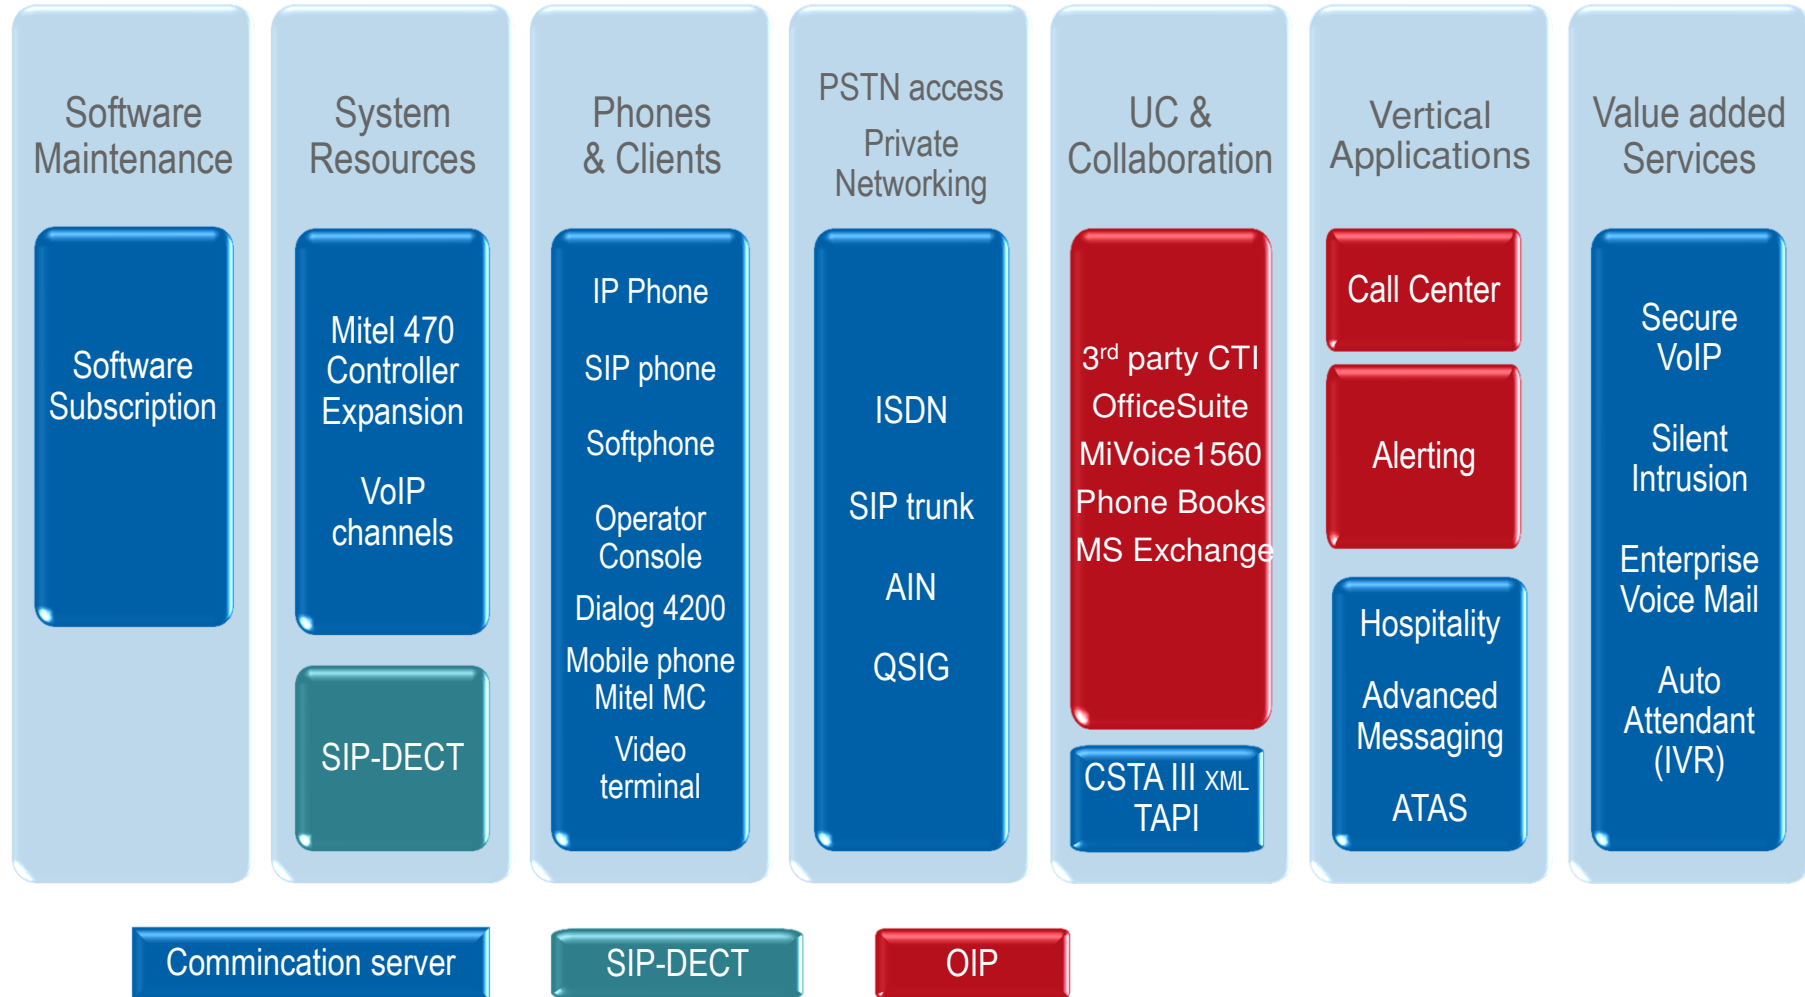 Software
Maintenance
Software
Subscription
System
Resources
Mitel 470
Controller
Expansion
VoIP
channels
SIP-DECT
Phones
& Clients
IP Phone
SIP phone
Softphone
Operator
Console
Dialog 4200
Mobile phone
Mitel MC
Video
terminal
PSTN access
Private
Networking
ISDN
SIP trunk
AIN
QSIG
UC &
Collaboration
3rd party CTI
OfficeSuite
MiVoice1560
Phone Books
MS Exchange
CSTA III XML
TAPI
Vertical
Applications
Call Center
Alerting
Hospitality
Advanced
Messaging
ATAS
Value added
Services
Secure
VoIP
Silent
Intrusion
Enterprise
Voice Mail
Auto
Attendant
(IVR)
Commincation server
SIP-DECT
OIP